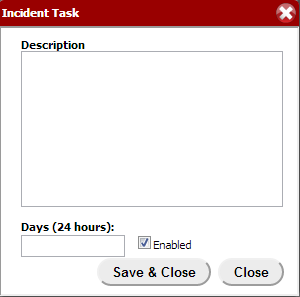 Incident Task
Description
Days (24 hours):
Enabled
Save & Close
Close